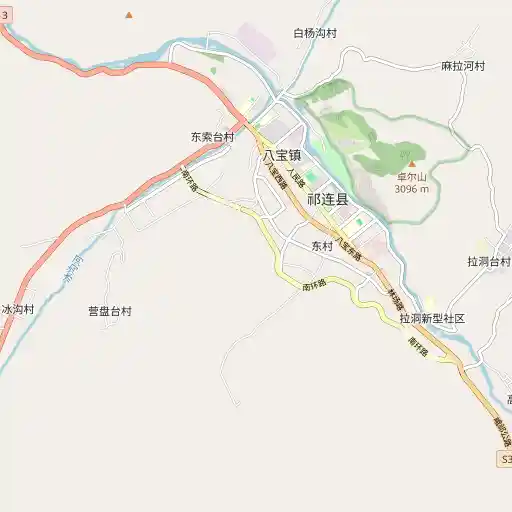 3
白杨沟村
麻拉河村
东索台村
八宝镇
卓尔山
3096 m
人民路
八宝西路
南环路
祁连县
东村
八宝东路
拉洞台村
冰沟河
南环路
林场路
冰沟村
营盘台村
拉洞新型社区
南环路
S3